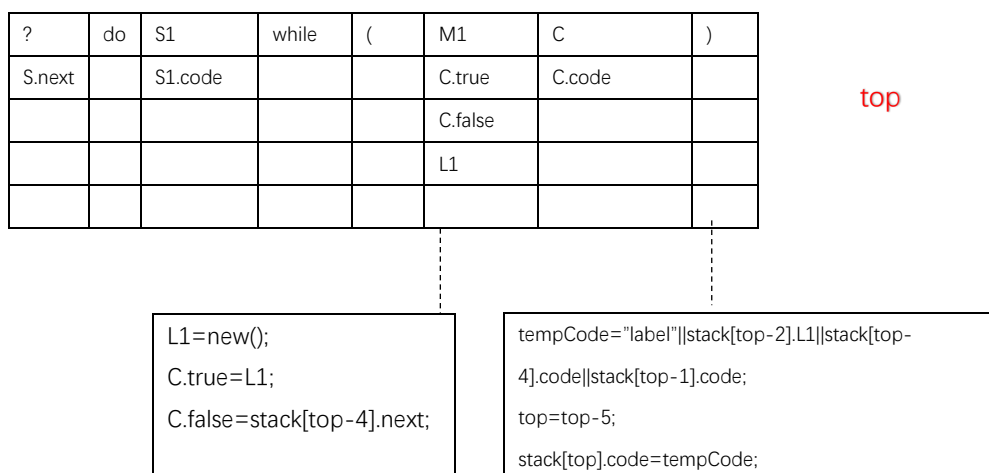 ? do S1 while ( M1 C )
S.next S1.code C.true C.code
top
C.false
L1
L1=new();
C.true=L1;
C.false=stack[top-4].next;
tempCode=”label”||stack[top-2].L1||stack[top-
4].code||stack[top-1].code;
top=top-5;
stack[top].code=tempCode;